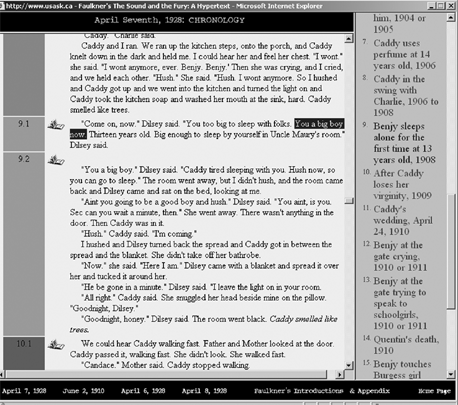 http://www.usask.ca - Faulkner's The Sound and the Fury: A Hypertext - Microsoft Internet Explorer
April Seventh, 1928: CHRONOLOGY
Caddy. Charlie said.
Caddy and I ran. We ran up the kitchen steps, onto the porch, and Caddy
knelt down in the dark and held me. I could hear her and feel her chest. "I wont."
she said. "I wont anymore, ever. Benjy. Benjy." Then she was crying, and I cried,
and we held each other. "Hush." She said. "Hush. I wont anymore. So I hushed
and Caddy got up and we went into the kitchen and turned the light on and
Caddy took the kitchen soap and washed her mouth at the sink, hard. Caddy
smelled like trees.
9.1
"Come on, now." Dilsey said. "You too big to sleep with folks. You a big boy
now. Thirteen years old. Big enough to sleep by yourself in Uncle Maury's room."
Dilsey said.
9.2
"You a big boy." Dilsey said. "Caddy tired sleeping with you. Hush now, so
you can go to sleep." The room went away, but I didn't hush, and the room came
back and Dilsey came and sat on the bed, looking at me.
"Aint you going to be a good boy and hush." Dilsey said. "You aint, is you.
See can you wait a minute, then." She went away. There wasn't anything in the
door. Then Caddy was in it.
"Hush." Caddy said. "I'm coming."
I hushed and Dilsey turned back the spread and Caddy got in between the
spread and the blanket. She didn't take off her bathrobe.
"Now." she said. "Here I am." Dilsey came with a blanket and spread it over
her and tucked it around her.
"He be gone in a minute." Dilsey said. "I leave the light on in your room."
"All right." Caddy said. She snuggled her head beside mine on the pillow.
"Goodnight, Dilsey."
"Goodnight, honey." Dilsey said. The room went black. Caddy smelled like
trees.
10.1
We could hear Caddy walking fast. Father and Mother looked at the door.
Caddy passed it, walking fast. She didn't look. She walked fast.
"Candace." Mother said. Caddy stopped walking.
him, 1904 or
1905
7. Caddy uses
perfume at 14
years old, 1906
8. Caddy in the
swing with
Charlie, 1906 to
1908
9. Benjy sleeps
alone for the
first time at 13
years old, 1908
10. After Caddy
loses her
virginity, 1909
11. Caddy's
wedding, April
24, 1910
12. Benjy at the
gate crying,
1910 or 1911
13. Benjy at the
gate trying to
speak to
schoolgirls,
1910 or 1911
14. Quentin's death,
1910
15. Benjy touches
Burgess girl
April 7, 1928 June 2, 1910 April 6, 1928 April 8, 1928 Faulkner's Introductions & Appendix Home Page